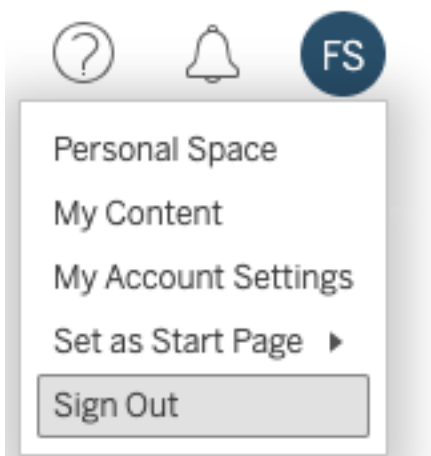 ?
FS
Personal Space
My Content
My Account Settings
Set as Start Page
Sign Out